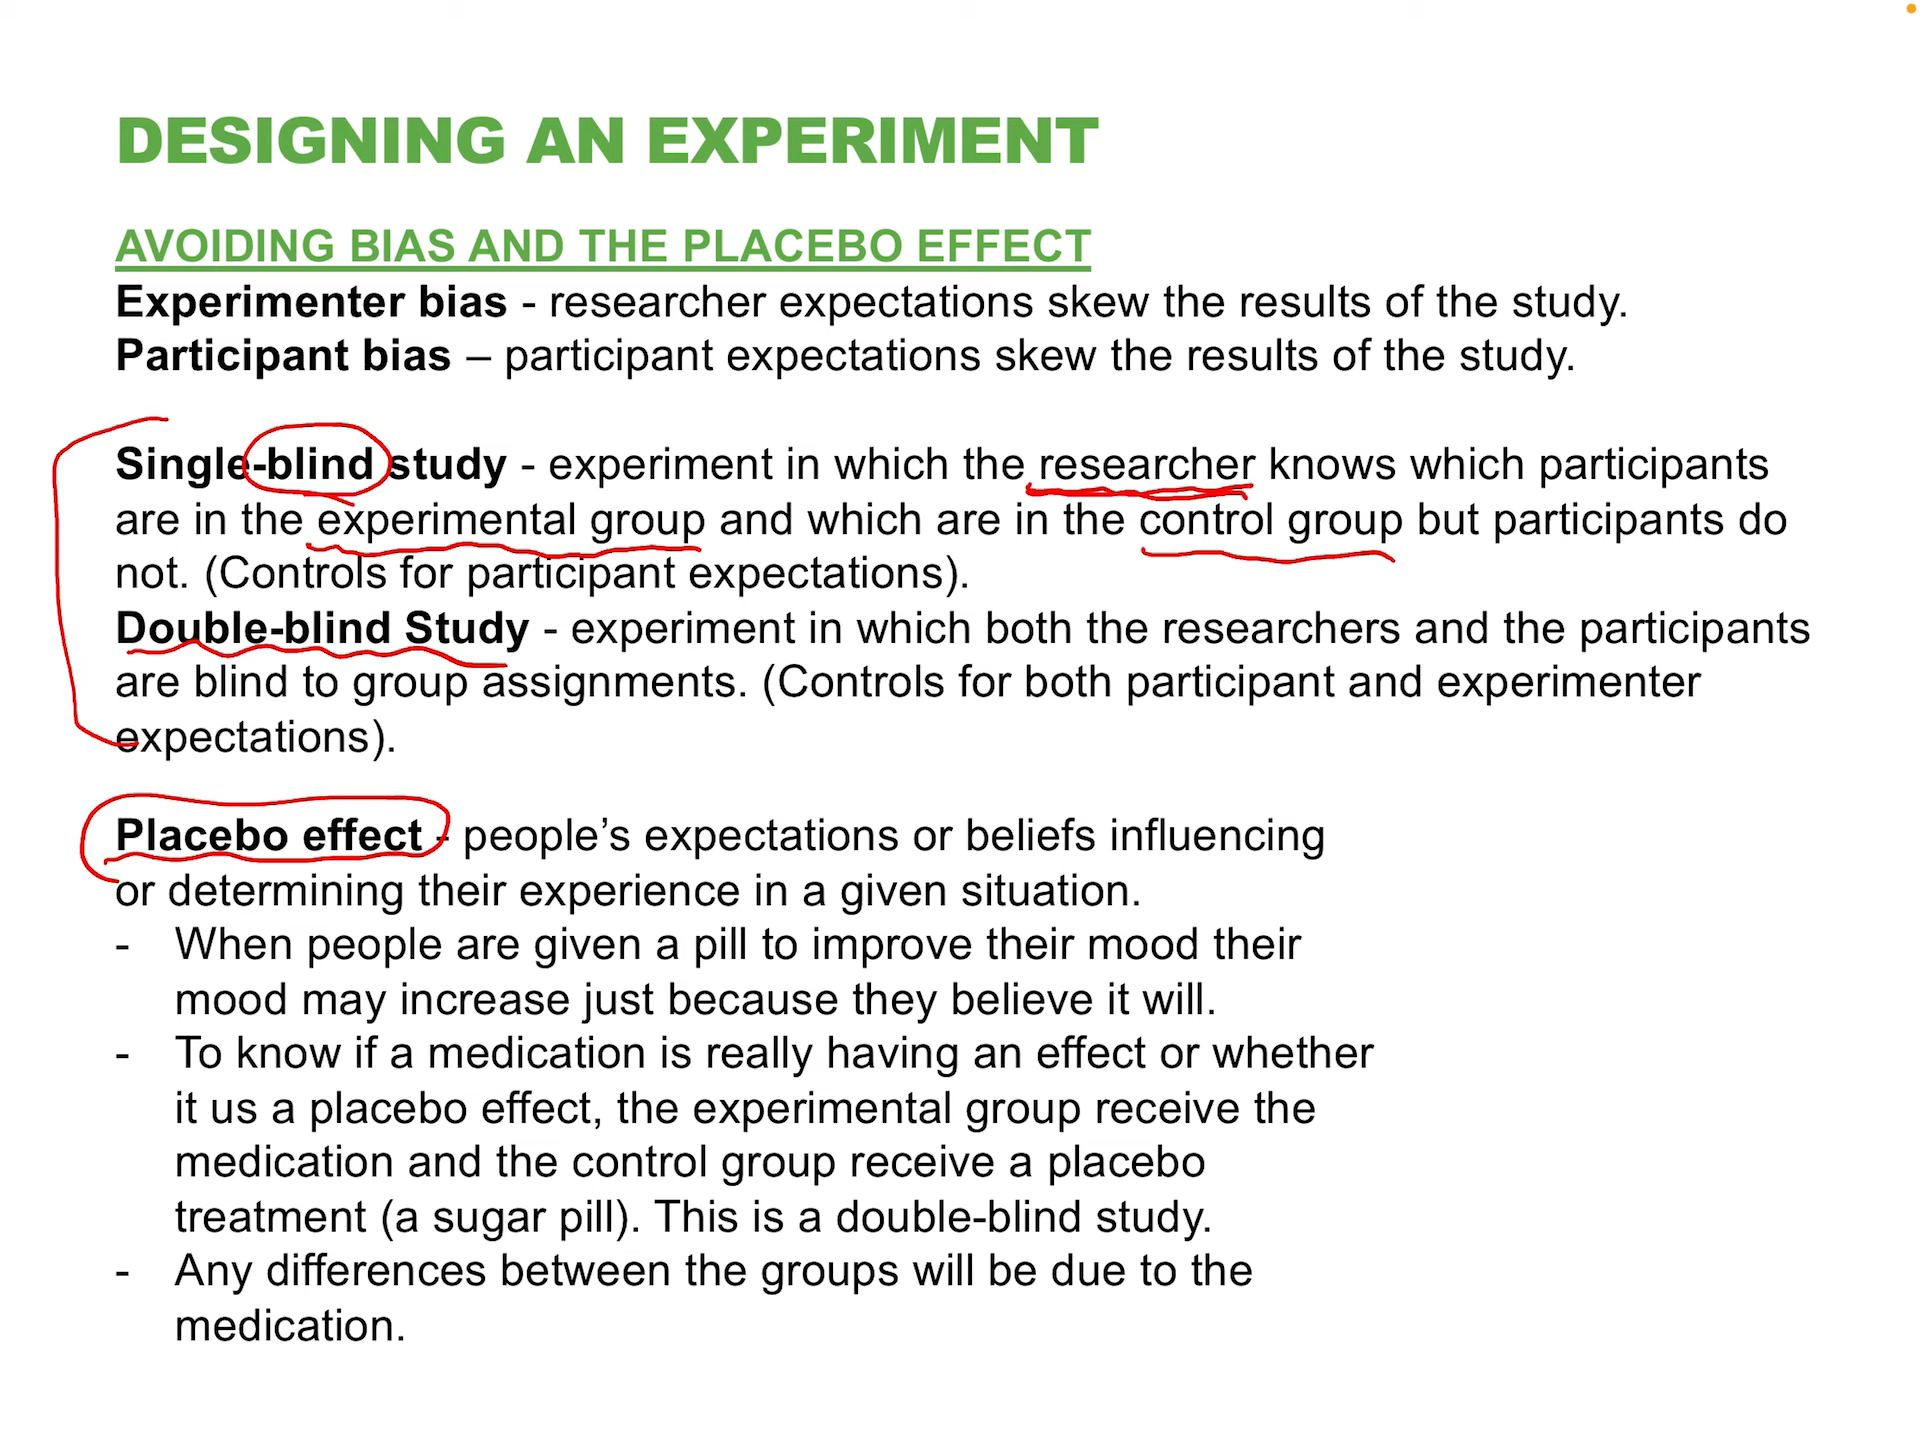 DESIGNING AN EXPERIMENT
AVOIDING BIAS AND THE PLACEBO EFFECT
Experimenter bias - researcher expectations skew the results of the study.
Participant bias – participant expectations skew the results of the study.
Single-blind study - experiment in which the researcher knows which participants
are in the experimental group and which are in the control group but participants do
not. (Controls for participant expectations).
Double-blind Study - experiment in which both the researchers and the participants
are blind to group assignments. (Controls for both participant and experimenter
expectations).
Placebo effect - people’s expectations or beliefs influencing
or determining their experience in a given situation.
- When people are given a pill to improve their mood their
mood may increase just because they believe it will.
- To know if a medication is really having an effect or whether
it us a placebo effect, the experimental group receive the
medication and the control group receive a placebo
treatment (a sugar pill). This is a double-blind study.
- Any differences between the groups will be due to the
medication.